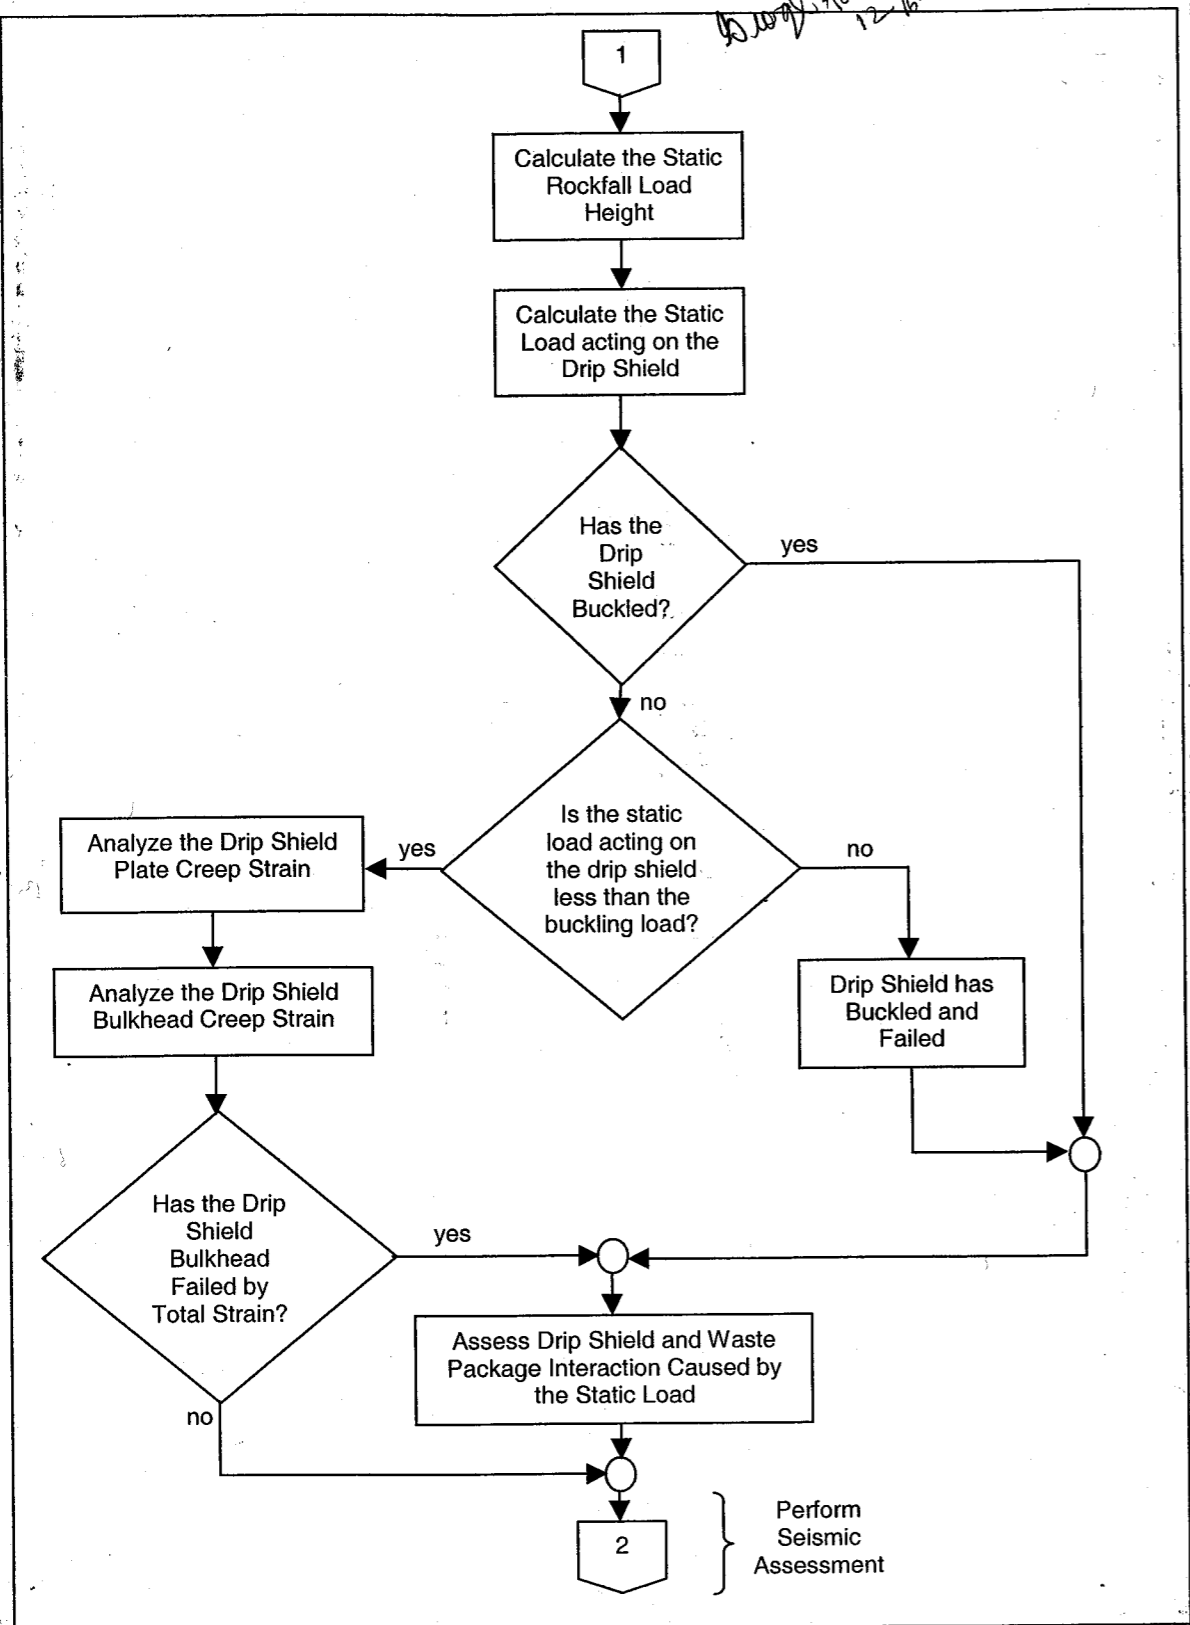 1
Calculate the Static
Rockfall Load
Height
Calculate the Static
Load acting on the
Drip Shield
Has the
Drip
Shield
Buckled?
yes
no
Is the static
load acting on
the drip shield
less than the
buckling load?
yes
no
Analyze the Drip Shield
Plate Creep Strain
Analyze the Drip Shield
Bulkhead Creep Strain
Drip Shield has
Buckled and
Failed
Has the Drip
Shield
Bulkhead
Failed by
Total Strain?
yes
no
Assess Drip Shield and Waste
Package Interaction Caused by
the Static Load
2
Perform
Seismic
Assessment